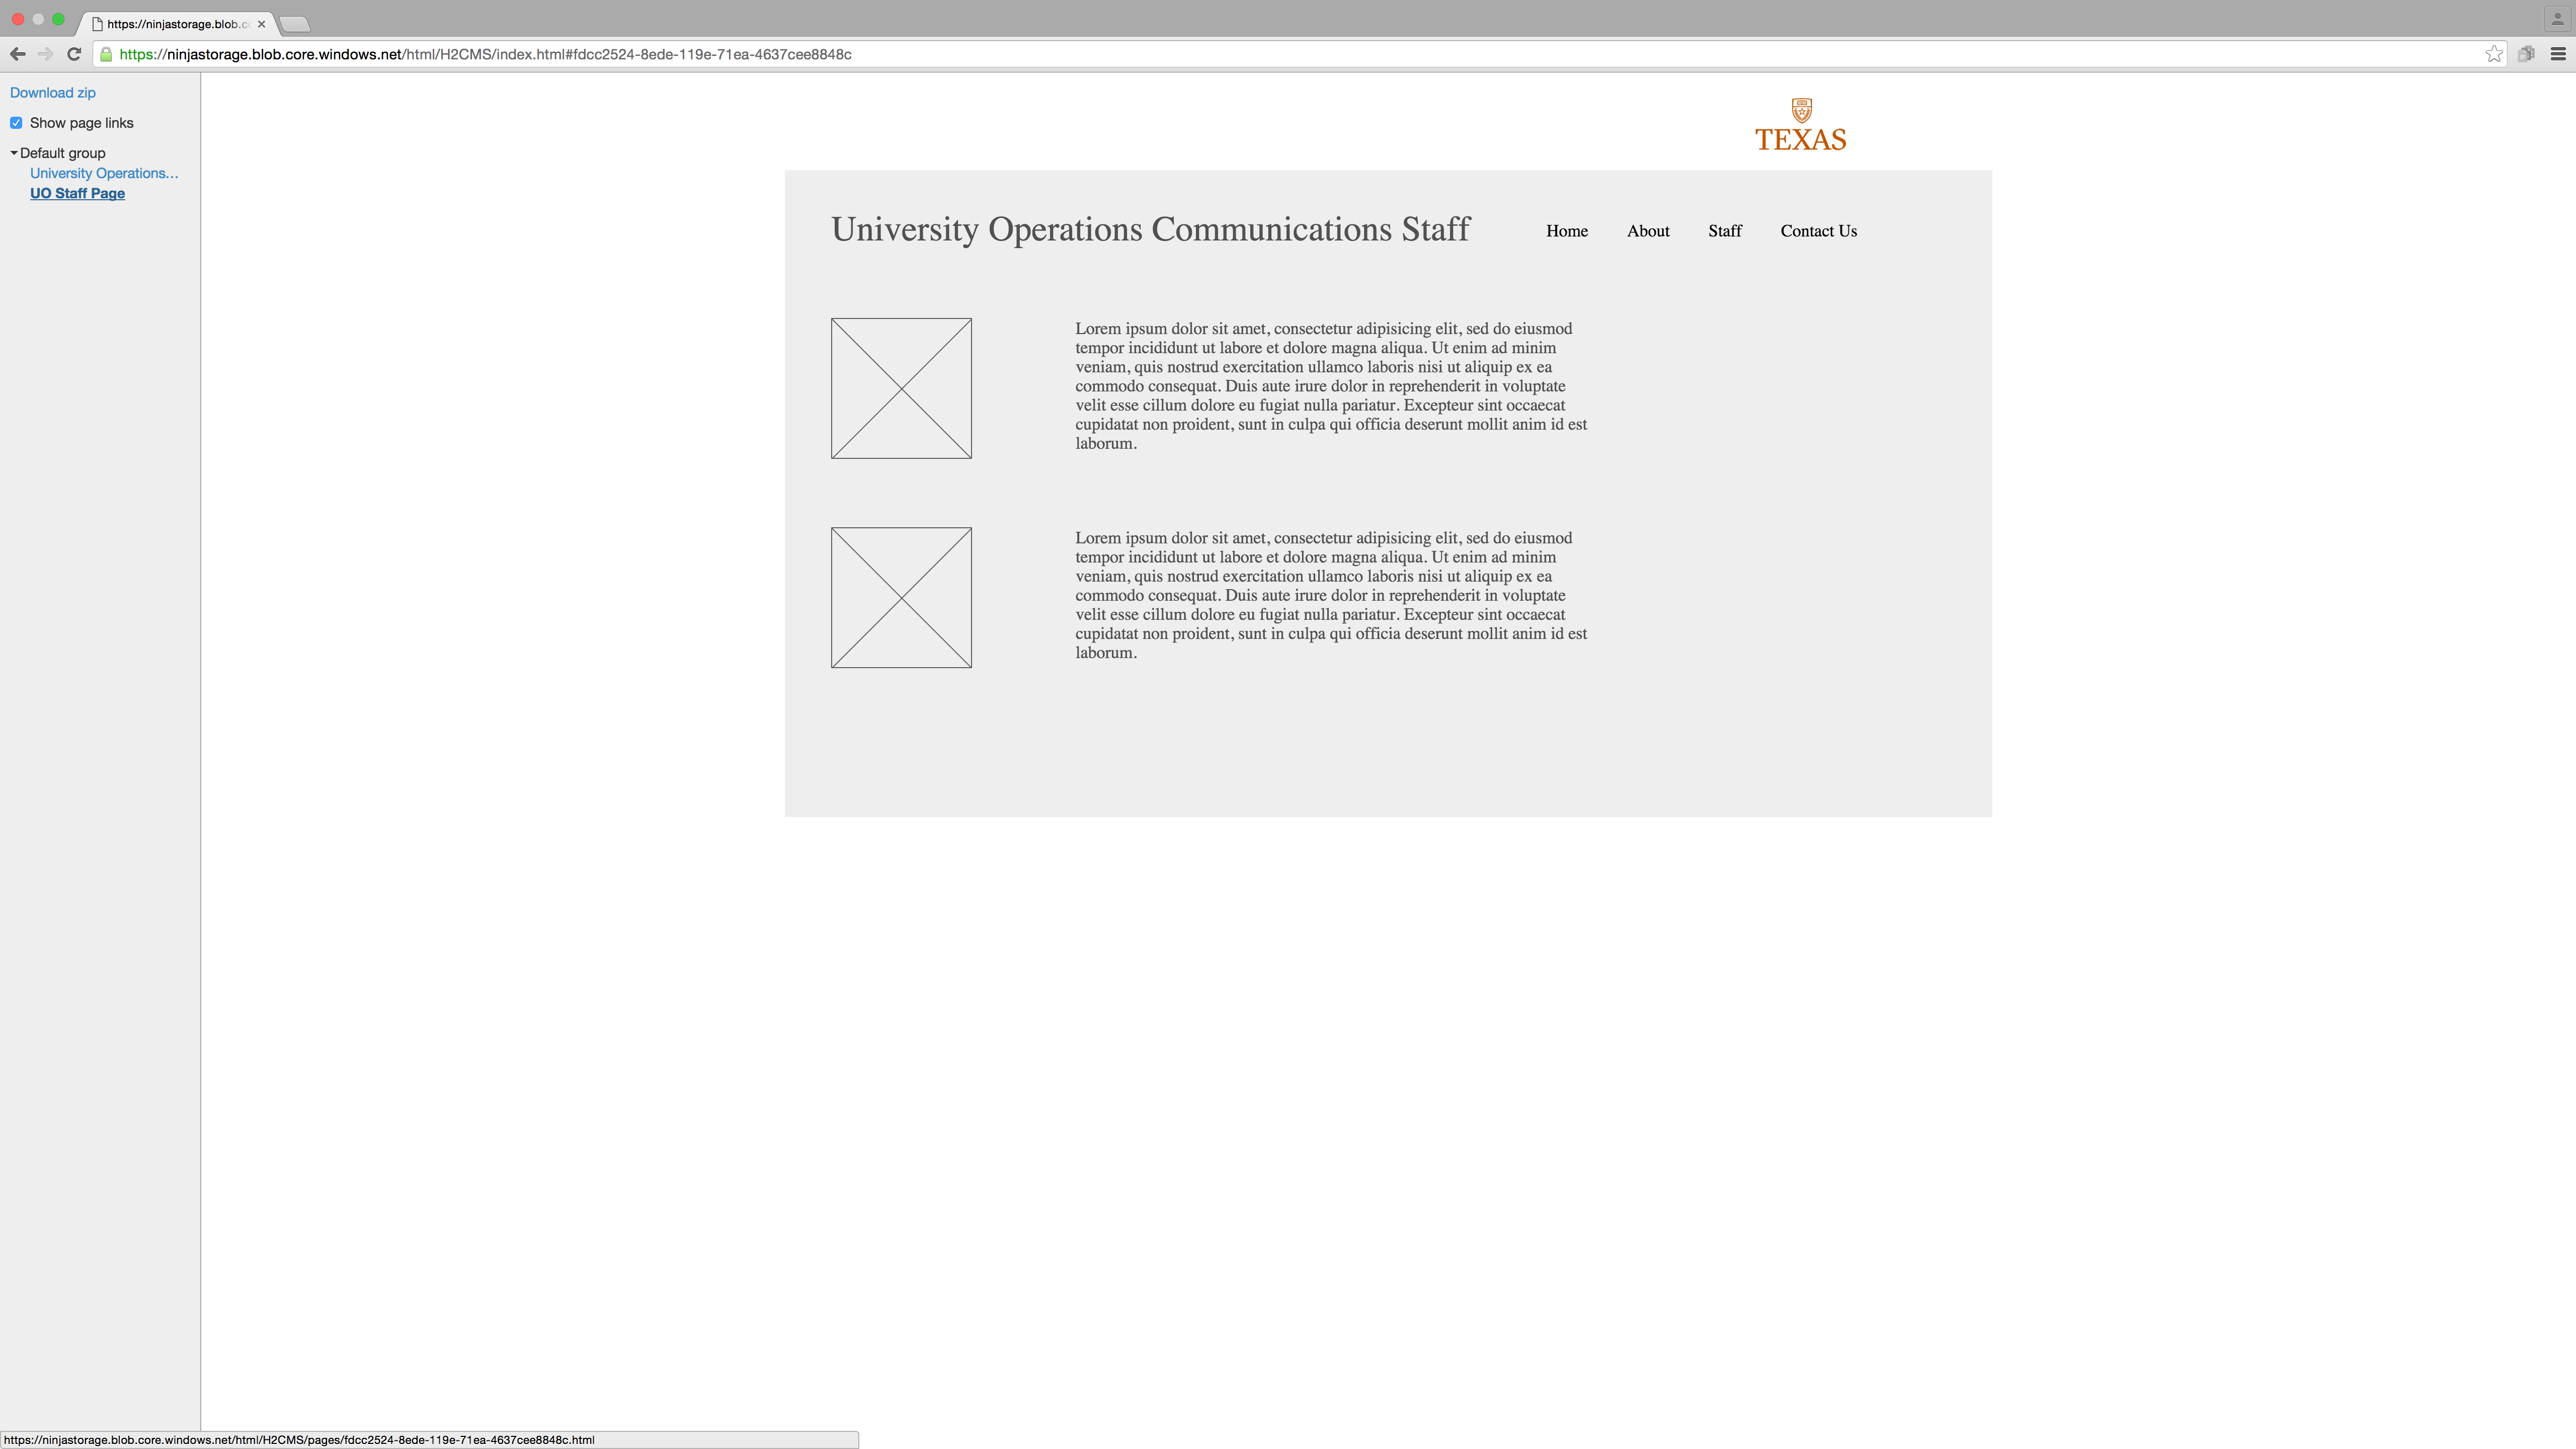 https://ninjastorage.blob.c
https://ninjastorage.blob.core.windows.net/html/H2CMS/index.html#fdcc2524-8ede-119e-71ea-4637cee8848c
Download zip
Show page links
Default group
University Operations...
UO Staff Page
TEXAS
University Operations Communications Staff
Home About Staff Contact Us
Lorem ipsum dolor sit amet, consectetur adipisicing elit, sed do eiusmod
tempor incididunt ut labore et dolore magna aliqua. Ut enim ad minim
veniam, quis nostrud exercitation ullamco laboris nisi ut aliquip ex ea
commodo consequat. Duis aute irure dolor in reprehenderit in voluptate
velit esse cillum dolore eu fugiat nulla pariatur. Excepteur sint occaecat
cupidatat non proident, sunt in culpa qui officia deserunt mollit anim id est
laborum.
Lorem ipsum dolor sit amet, consectetur adipisicing elit, sed do eiusmod
tempor incididunt ut labore et dolore magna aliqua. Ut enim ad minim
veniam, quis nostrud exercitation ullamco laboris nisi ut aliquip ex ea
commodo consequat. Duis aute irure dolor in reprehenderit in voluptate
velit esse cillum dolore eu fugiat nulla pariatur. Excepteur sint occaecat
cupidatat non proident, sunt in culpa qui officia deserunt mollit anim id est
laborum.
https://ninjastorage.blob.core.windows.net/html/H2CMS/pages/fdcc2524-8ede-119e-71ea-4637cee8848c.html